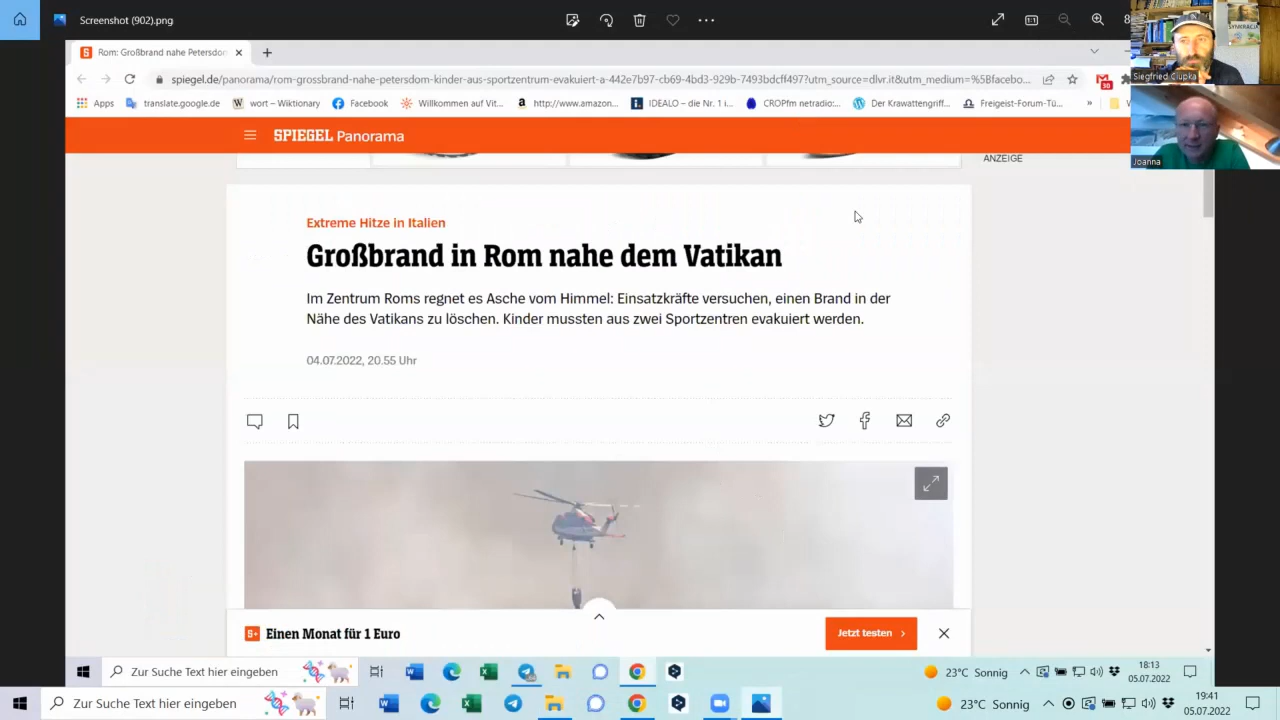 Screenshot (902).png
Rom: Großbrand nahe Petersdom
spiegel.de/panorama/rom-grossbrand-nahe-petersdom-kinder-aus-sportzentrum-evakuiert-a-442e7b97-cb69-4bd3-929b-7493bdcff497?utm_source=dlvr.it&utm_medium=%5Bfacebo...
Apps translate.google.de wort – Wiktionary Facebook Willkommen auf Vit... http://www.amazon... IDEALO – die Nr. 1 i... CROPfm netradio:... Der Krawattengriff... Freigeist-Forum-Tü... »
30
Siegfried Ciupka
Joanna
SPIEGEL Panorama
ANZEIGE
Extreme Hitze in Italien
Großbrand in Rom nahe dem Vatikan
Im Zentrum Roms regnet es Asche vom Himmel: Einsatzkräfte versuchen, einen Brand in der
Nähe des Vatikans zu löschen. Kinder mussten aus zwei Sportzentren evakuiert werden.
04.07.2022, 20.55 Uhr
S+ Einen Monat für 1 Euro
Jetzt testen
Zur Suche Text hier eingeben
23°C Sonnig
18:13
05.07.2022
Zur Suche Text hier eingeben
23°C Sonnig
19:41
05.07.2022